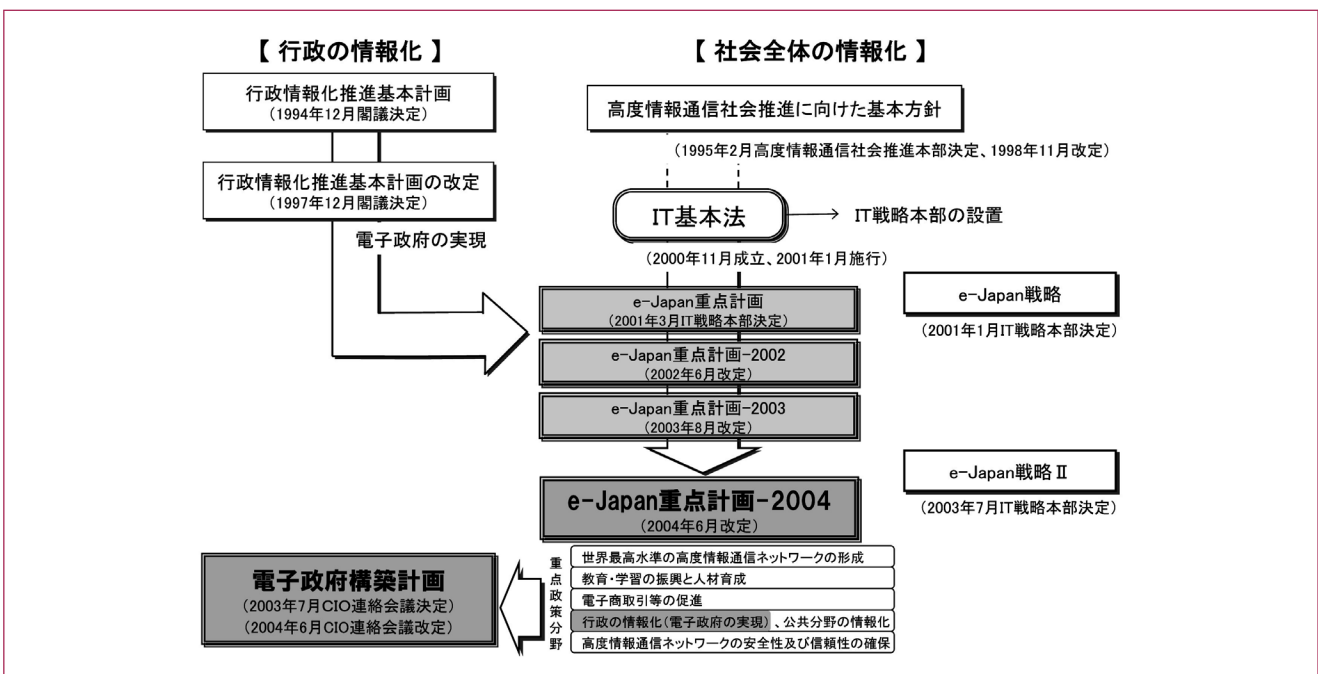 【 行政の情報化 】
行政情報化推進基本計画
（1994年12月閣議決定）
行政情報化推進基本計画の改定
（1997年12月閣議決定）
電子政府の実現
【 社会全体の情報化 】
高度情報通信社会推進に向けた基本方針
（1995年2月高度情報通信社会推進本部決定、1998年11月改定）
IT基本法
IT戦略本部の設置
（2000年11月成立、2001年1月施行）
e-Japan重点計画
（2001年3月IT戦略本部決定）
e-Japan戦略
（2001年1月IT戦略本部決定）
e-Japan重点計画-2002
（2002年6月改定）
e-Japan重点計画-2003
（2003年8月改定）
e-Japan戦略Ⅱ
（2003年7月IT戦略本部決定）
e-Japan重点計画-2004
（2004年6月改定）
重点政策分野
世界最高水準の高度情報通信ネットワークの形成
教育・学習の振興と人材育成
電子商取引等の促進
行政の情報化（電子政府の実現）、公共分野の情報化
高度情報通信ネットワークの安全性及び信頼性の確保
電子政府構築計画
（2003年7月CIO連絡会議決定）
（2004年6月CIO連絡会議改定）